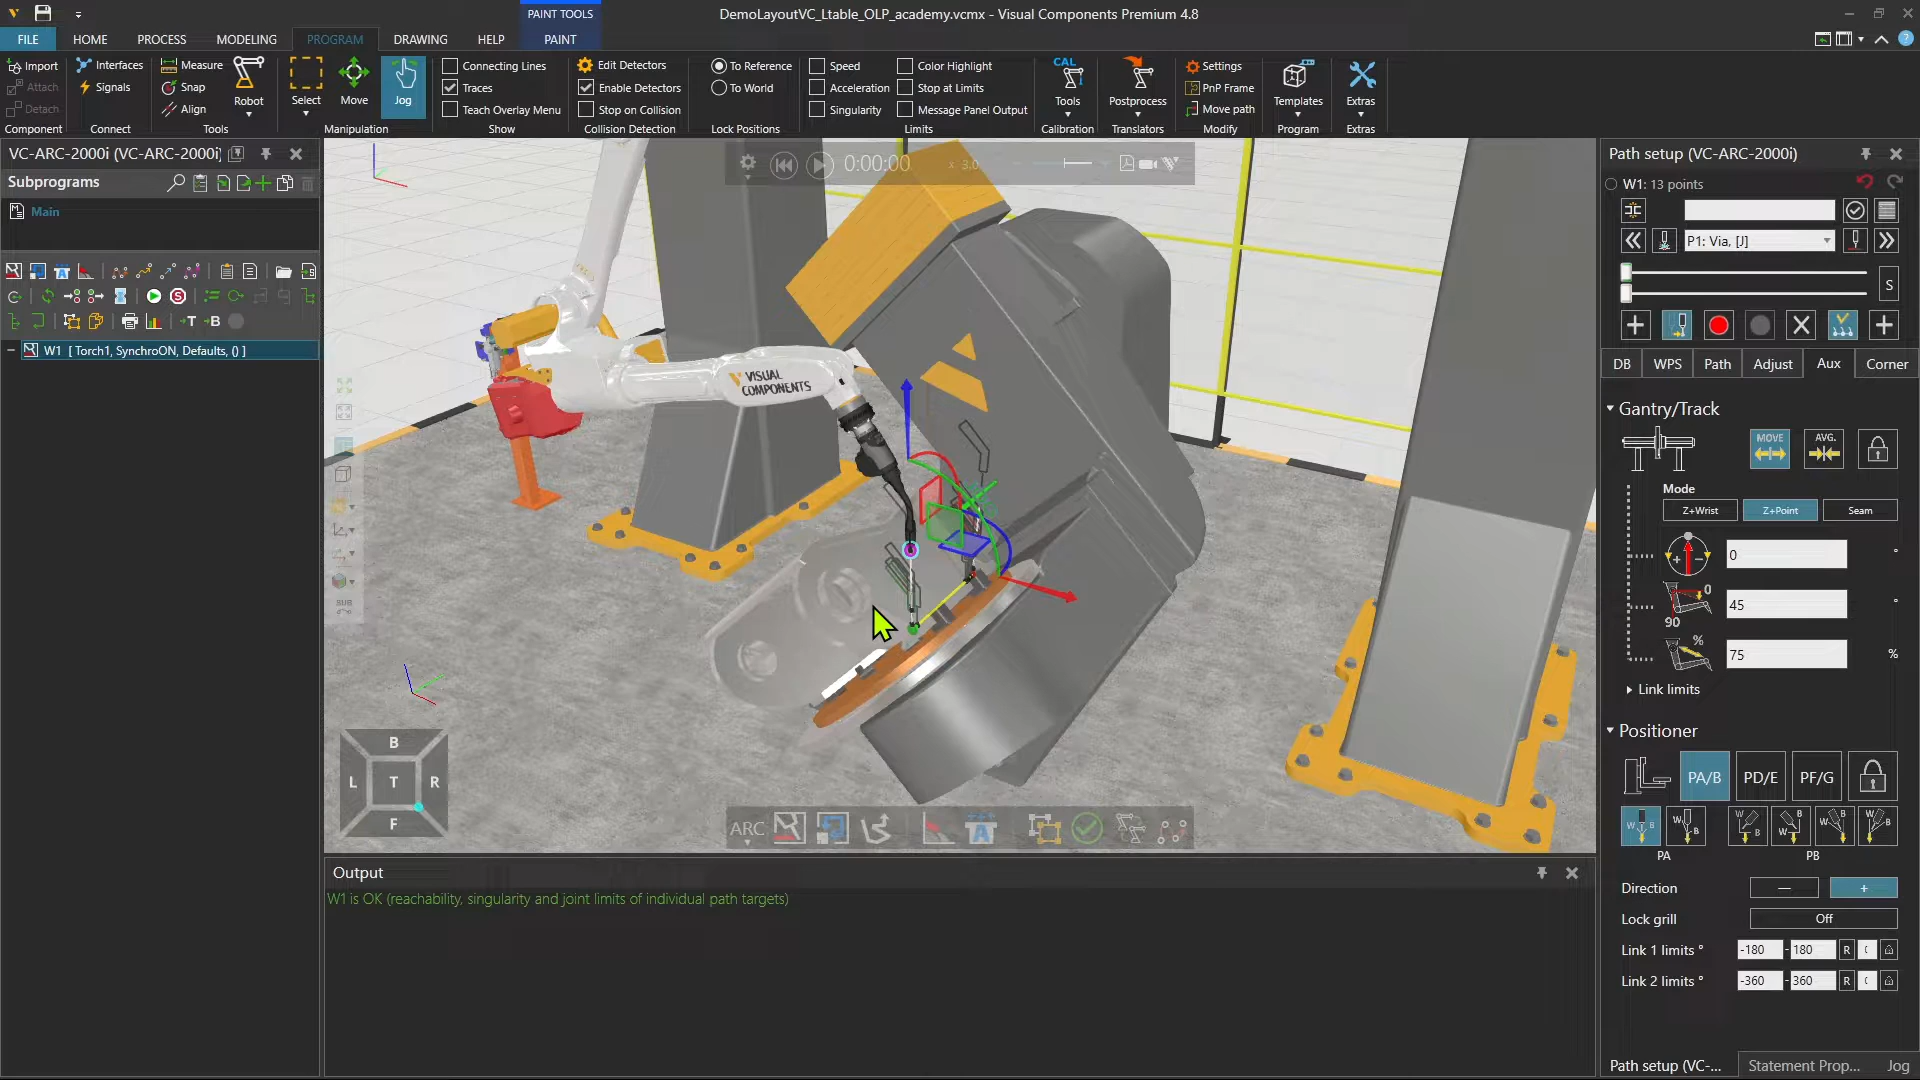 PAINT TOOLS
DemoLayoutVC_Ltable_OLP_academy.vcmx - Visual Components Premium 4.8
FILE HOME PROCESS MODELING PROGRAM DRAWING HELP PAINT
Import Interfaces Measure Connecting Lines Edit Detectors To Reference Speed Color Highlight CAL Settings
Attach Signals Snap Traces Enable Detectors To World Acceleration Stop at Limits PnP Frame
Detach Align Robot Select Move Jog Teach Overlay Menu Stop on Collision Singularity Message Panel Output Tools Postprocess Move path Templates Extras
Component Connect Tools Manipulation Show Collision Detection Lock Positions Limits Calibration Translators Modify Program Extras
VC-ARC-2000i (VC-ARC-2000i)
Subprograms
Main
T B
W1 [ Torch1, SynchroON, Defaults, () ]
0:00:00 x 3.0
VISUAL COMPONENTS
SUB
B
L T R
F
ARC
A
Output
W1 is OK (reachability, singularity and joint limits of individual path targets)
Path setup (VC-ARC-2000i)
W1: 13 points
P1: Via, [J]
S
DB WPS Path Adjust Aux Corner
Gantry/Track
MOVE AVG.
Mode
Z+Wrist Z+Point Seam
0 °
0 90 45 °
% 75 %
Link limits
Positioner
PA/B PD/E PF/G
W B W B W B W B W B W B
PA PB
Direction — +
Lock grill Off
Link 1 limits ° -180 - 180 R
Link 2 limits ° -360 - 360 R
Path setup (VC-... Statement Prop... Jog